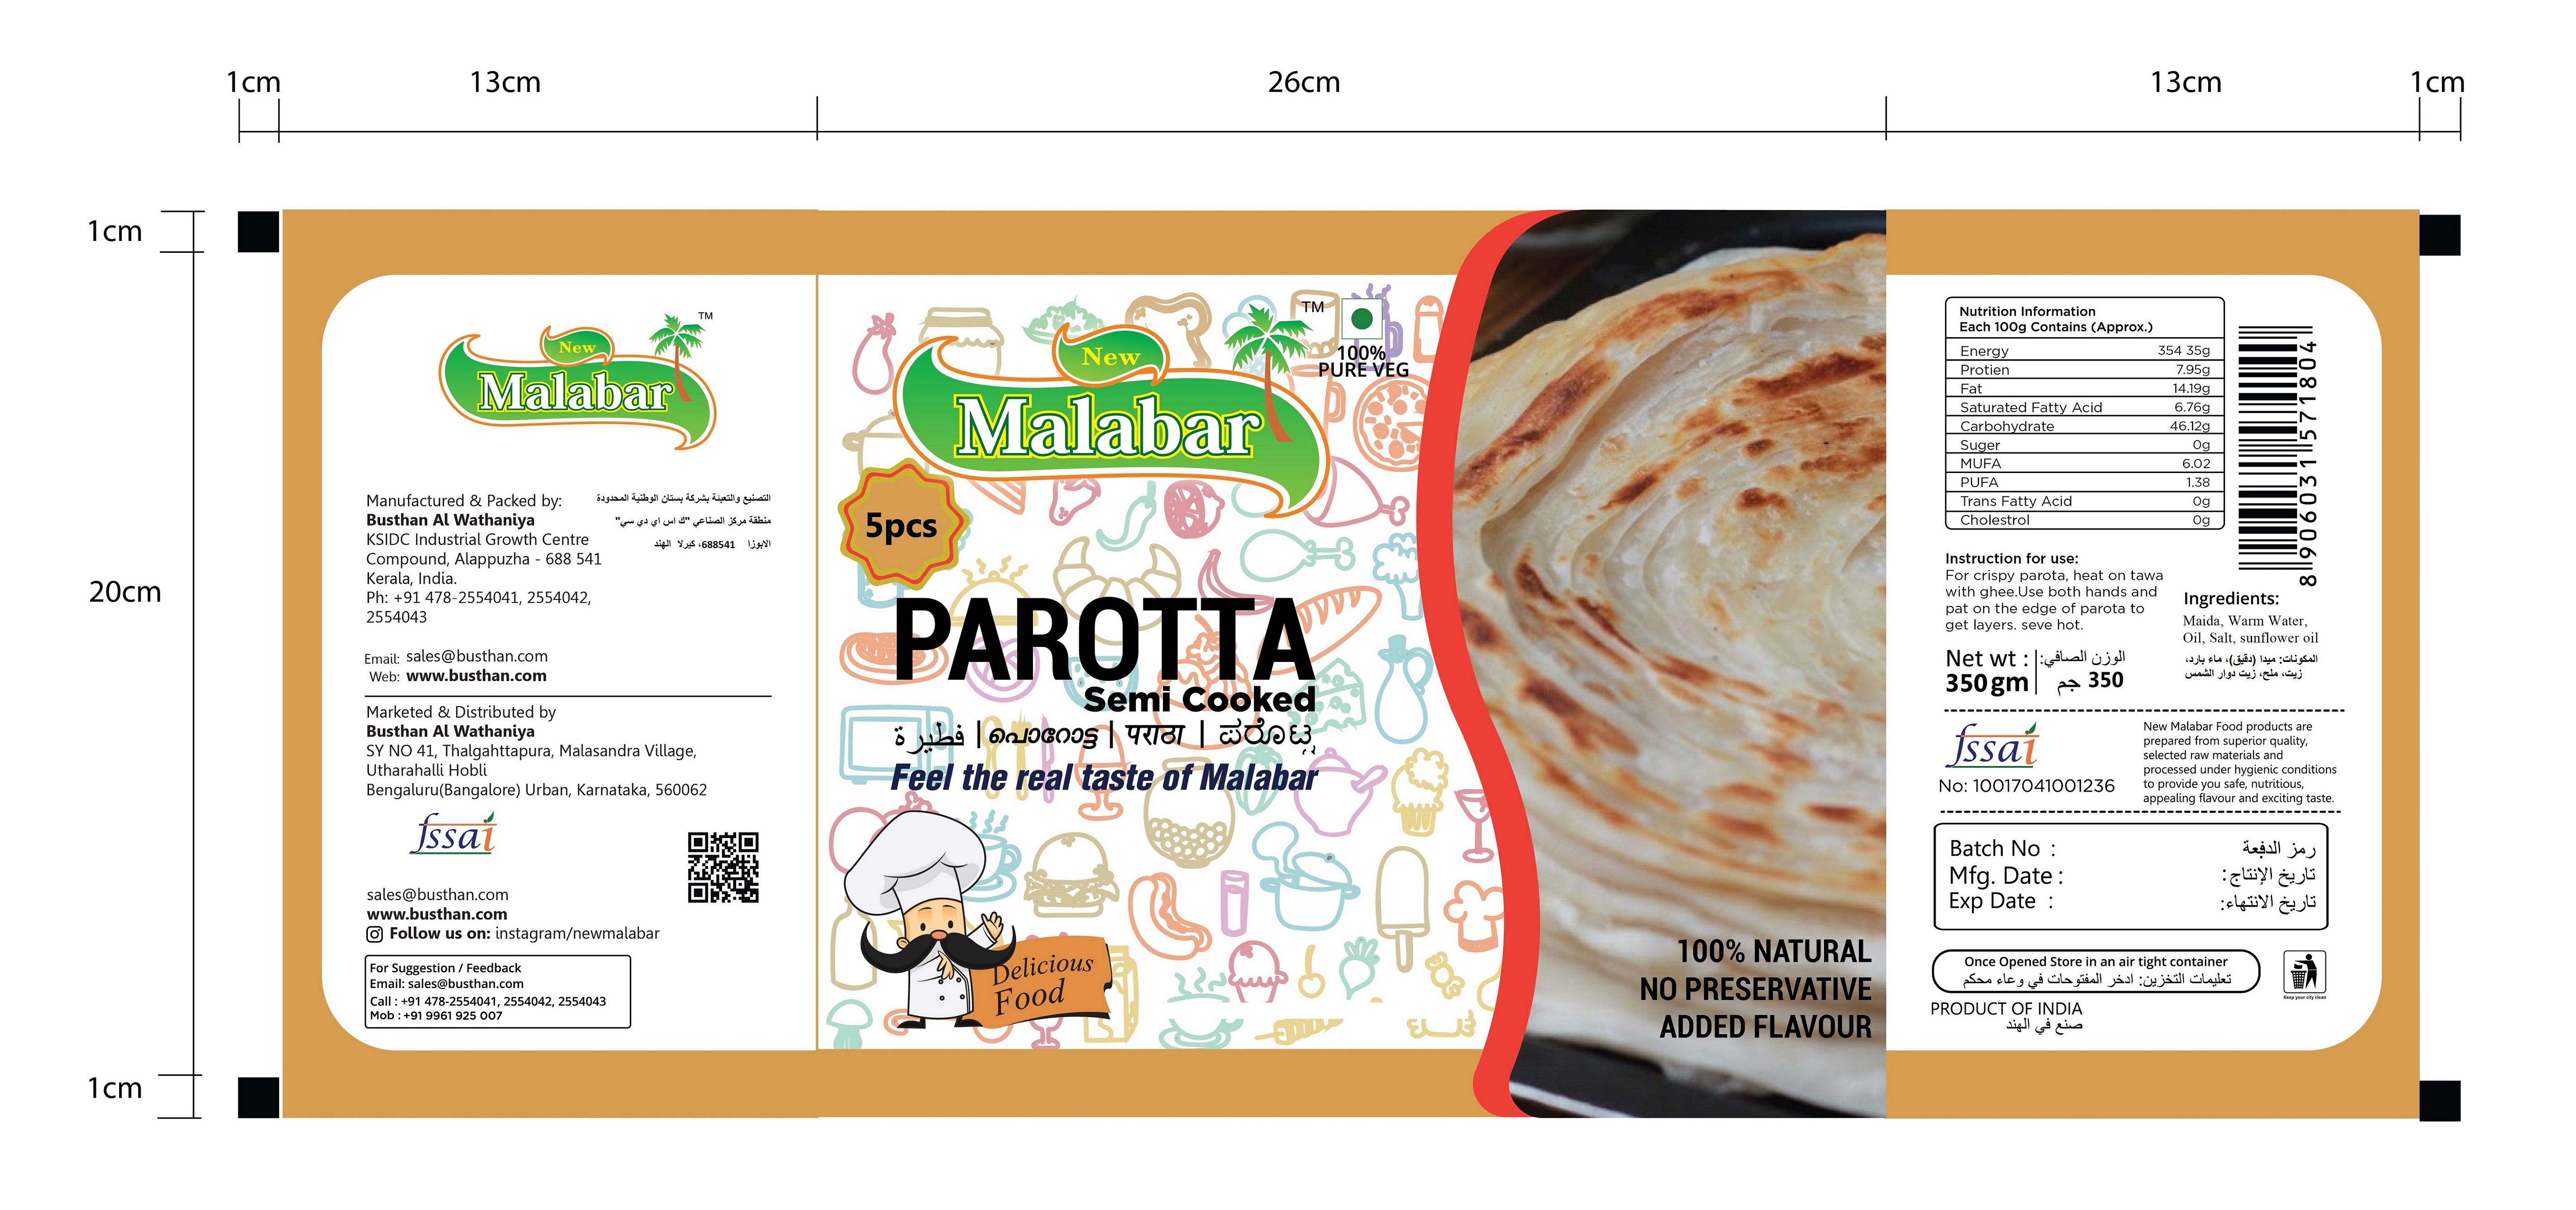 1cm
13cm
26cm
13cm
1cm
1cm
20cm
1cm
New
Malabar
TM
Manufactured & Packed by:
Busthan Al Wathaniya
KSIDC Industrial Growth Centre
Compound, Alappuzha - 688 541
Kerala, India.
Ph: +91 478-2554041, 2554042,
2554043
التصنيع والتعبئة بشركة بستان الوطنية المحدودة
منطقة مركز الصناعي "ك اس اي دي سي"
الابوزا 688541، كيرلا الهند
Email: sales@busthan.com
Web: www.busthan.com
Marketed & Distributed by
Busthan Al Wathaniya
SY NO 41, Thalgahttapura, Malasandra Village,
Utharahalli Hobli
Bengaluru(Bangalore) Urban, Karnataka, 560062
fssai
sales@busthan.com
www.busthan.com
Follow us on: instagram/newmalabar
For Suggestion / Feedback
Email: sales@busthan.com
Call : +91 478-2554041, 2554042, 2554043
Mob : +91 9961 925 007
New
Malabar
TM
100%
PURE VEG
5pcs
PAROTTA
Semi Cooked
فطيرة | പൊറോട്ട | पराठा | ಪರೊಟ್ಟ
Feel the real taste of Malabar
Delicious
Food
100% NATURAL
NO PRESERVATIVE
ADDED FLAVOUR
Nutrition Information
Each 100g Contains (Approx.)
Energy 354 35g
Protien 7.95g
Fat 14.19g
Saturated Fatty Acid 6.76g
Carbohydrate 46.12g
Suger 0g
MUFA 6.02
PUFA 1.38
Trans Fatty Acid 0g
Cholestrol 0g
8 906031 571804
Instruction for use:
For crispy parota, heat on tawa
with ghee.Use both hands and
pat on the edge of parota to
get layers. seve hot.
Ingredients:
Maida, Warm Water,
Oil, Salt, sunflower oil
المكونات: ميدا (دقيق)، ماء بارد،
زيت، ملح، زيت دوار الشمس
Net wt : | الوزن الصافي:
350gm | 350 جم
fssai
No: 10017041001236
New Malabar Food products are
prepared from superior quality,
selected raw materials and
processed under hygienic conditions
to provide you safe, nutritious,
appealing flavour and exciting taste.
Batch No : رمز الدفعة
Mfg. Date : تاريخ الإنتاج:
Exp Date : تاريخ الانتهاء:
Once Opened Store in an air tight container
تعليمات التخزين: ادخر المفتوحات في وعاء محكم
Keep your city clean
PRODUCT OF INDIA
صنع في الهند